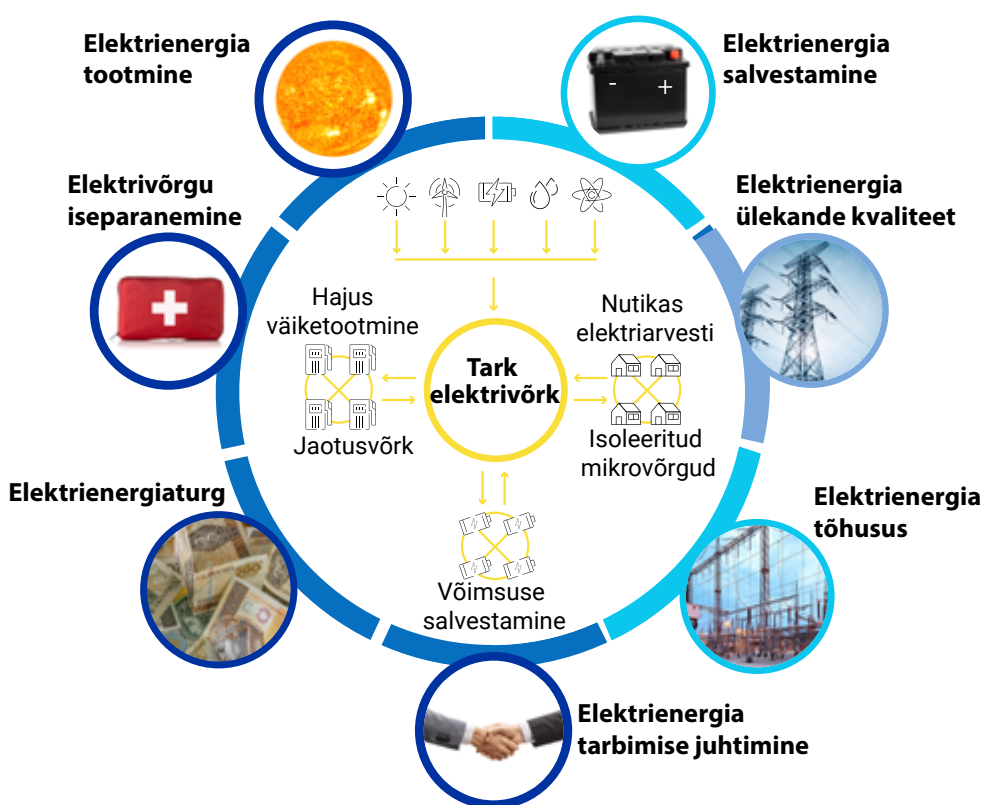 Elektrienergia
tootmine
Elektrienergia
salvestamine
- +
Elektrivõrgu
iseparanemine
Elektrienergia
ülekande kvaliteet
Hajus
väiketootmine
Nutikas
elektriarvesti
Tark
elektrivõrk
Jaotusvõrk
Isoleeritud
mikrovõrgud
Elektrienergiaturg
Elektrienergia
tõhusus
Võimsuse
salvestamine
Elektrienergia
tarbimise juhtimine